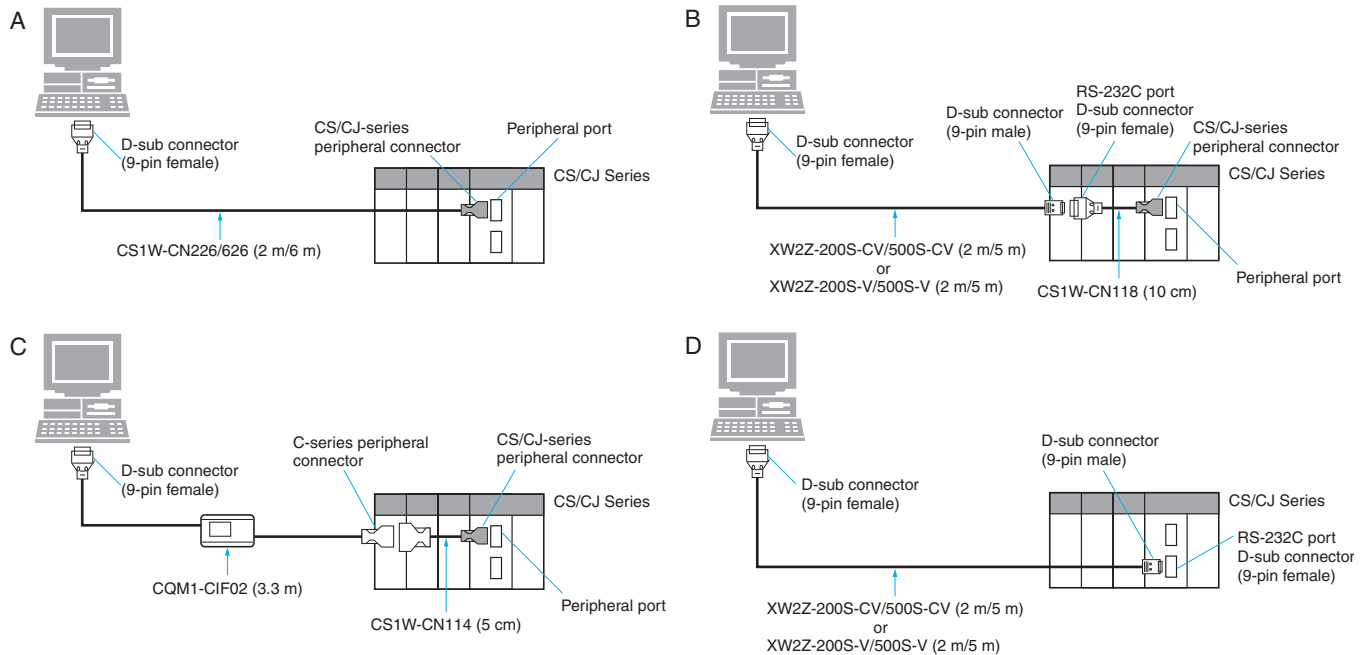 A
D-sub connector
(9-pin female)
CS/CJ-series
peripheral connector
Peripheral port
CS/CJ Series
CS1W-CN226/626 (2 m/6 m)
B
D-sub connector
(9-pin female)
D-sub connector
(9-pin male)
RS-232C port
D-sub connector
(9-pin female)
CS/CJ-series
peripheral connector
CS/CJ Series
XW2Z-200S-CV/500S-CV (2 m/5 m)
or
XW2Z-200S-V/500S-V (2 m/5 m)
CS1W-CN118 (10 cm)
Peripheral port
C
D-sub connector
(9-pin female)
C-series peripheral
connector
CS/CJ-series
peripheral connector
CS/CJ Series
CQM1-CIF02 (3.3 m)
CS1W-CN114 (5 cm)
Peripheral port
D
D-sub connector
(9-pin female)
D-sub connector
(9-pin male)
CS/CJ Series
RS-232C port
D-sub connector
(9-pin female)
XW2Z-200S-CV/500S-CV (2 m/5 m)
or
XW2Z-200S-V/500S-V (2 m/5 m)